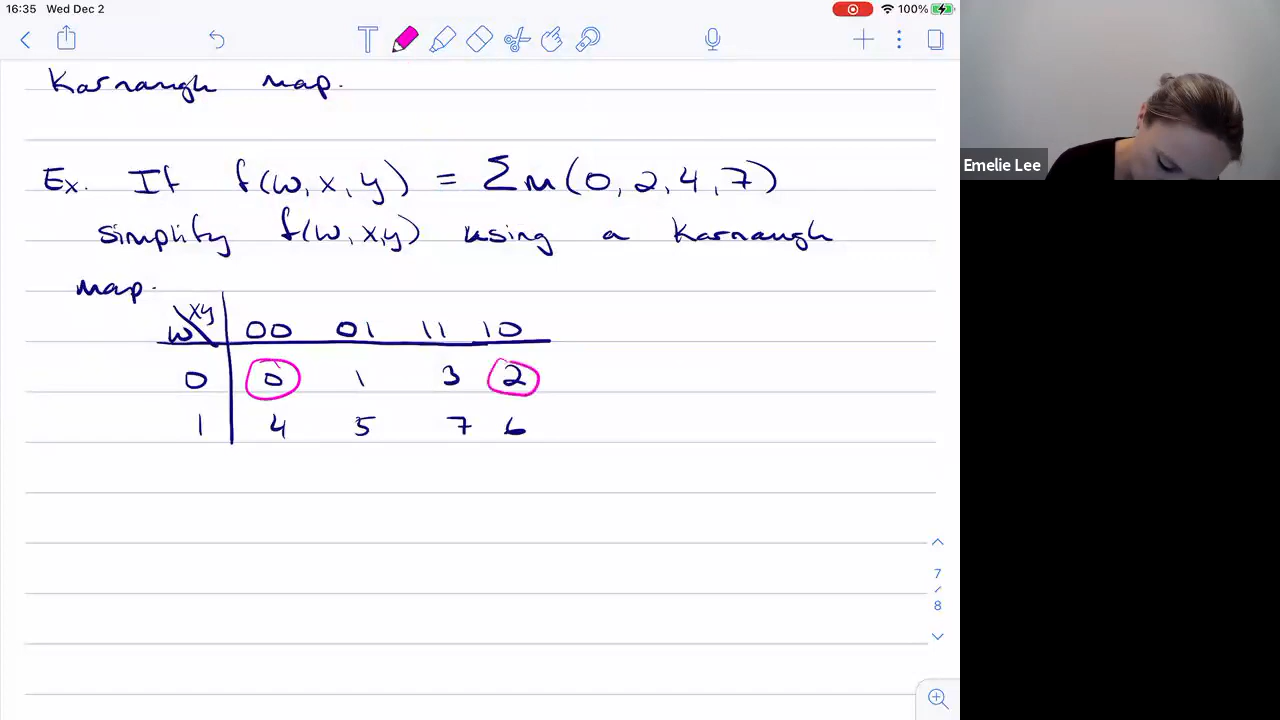 16:35 Wed Dec 2 100%
Karnaugh map.
Ex. If f(w, x, y) = Σm(0, 2, 4, 7)
simplify f(w, x, y) using a Karnaugh
map.
w xy 00 01 11 10
0 0 1 3 2
1 4 5 7 6
7
/
8
Emelie Lee